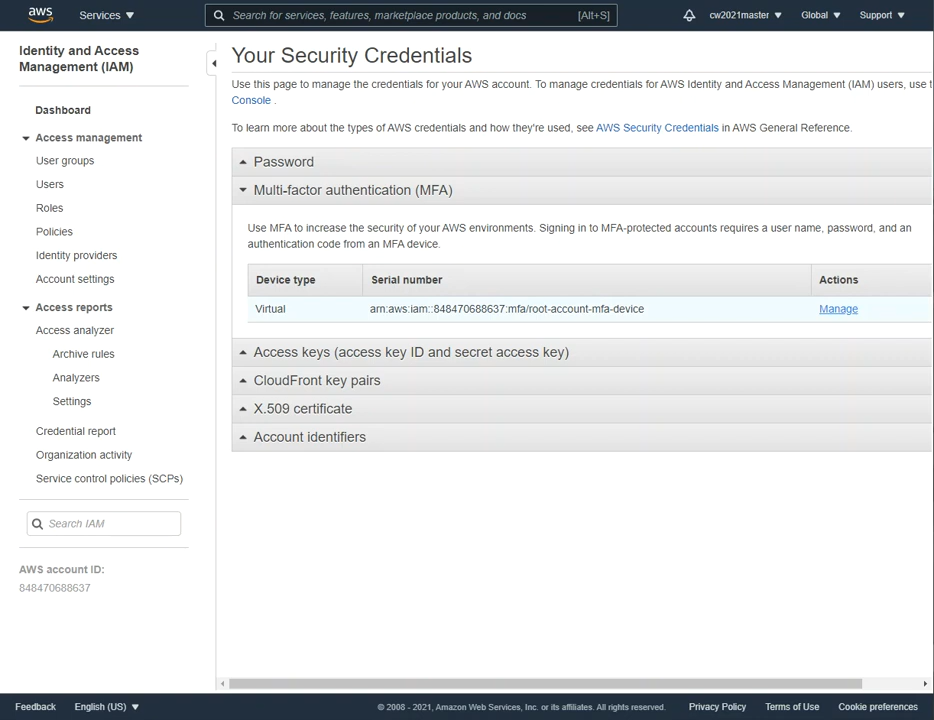 aws
Services
Search for services, features, marketplace products, and docs
[Alt+S]
cw2021master
Global
Support
Identity and Access
Management (IAM)
Dashboard
Access management
User groups
Users
Roles
Policies
Identity providers
Account settings
Access reports
Access analyzer
Archive rules
Analyzers
Settings
Credential report
Organization activity
Service control policies (SCPs)
Search IAM
AWS account ID:
848470688637
Your Security Credentials
Use this page to manage the credentials for your AWS account. To manage credentials for AWS Identity and Access Management (IAM) users, use t
Console .
To learn more about the types of AWS credentials and how they're used, see AWS Security Credentials in AWS General Reference.
Password
Multi-factor authentication (MFA)
Use MFA to increase the security of your AWS environments. Signing in to MFA-protected accounts requires a user name, password, and an
authentication code from an MFA device.
Device type Serial number Actions
Virtual arn:aws:iam::848470688637:mfa/root-account-mfa-device Manage
Access keys (access key ID and secret access key)
CloudFront key pairs
X.509 certificate
Account identifiers
Feedback
English (US)
© 2008 - 2021, Amazon Web Services, Inc. or its affiliates. All rights reserved.
Privacy Policy
Terms of Use
Cookie preferences